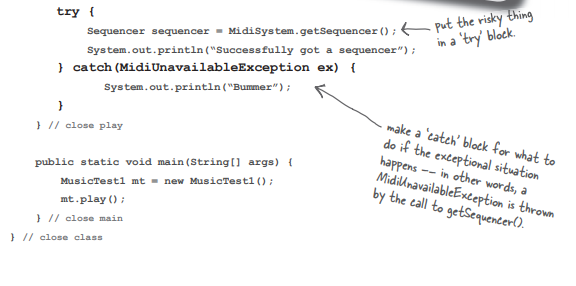 try {
Sequencer sequencer = MidiSystem.getSequencer();
put the risky thing
in a 'try' block.
System.out.println(“Successfully got a sequencer”);
} catch(MidiUnavailableException ex) {
System.out.println(“Bummer”);
}
} // close play
make a 'catch' block for what to
do if the exceptional situation
happens -- in other words, a
MidiUnavailableException is thrown
by the call to getSequencer().
public static void main(String[] args) {
MusicTest1 mt = new MusicTest1();
mt.play();
} // close main
} // close class